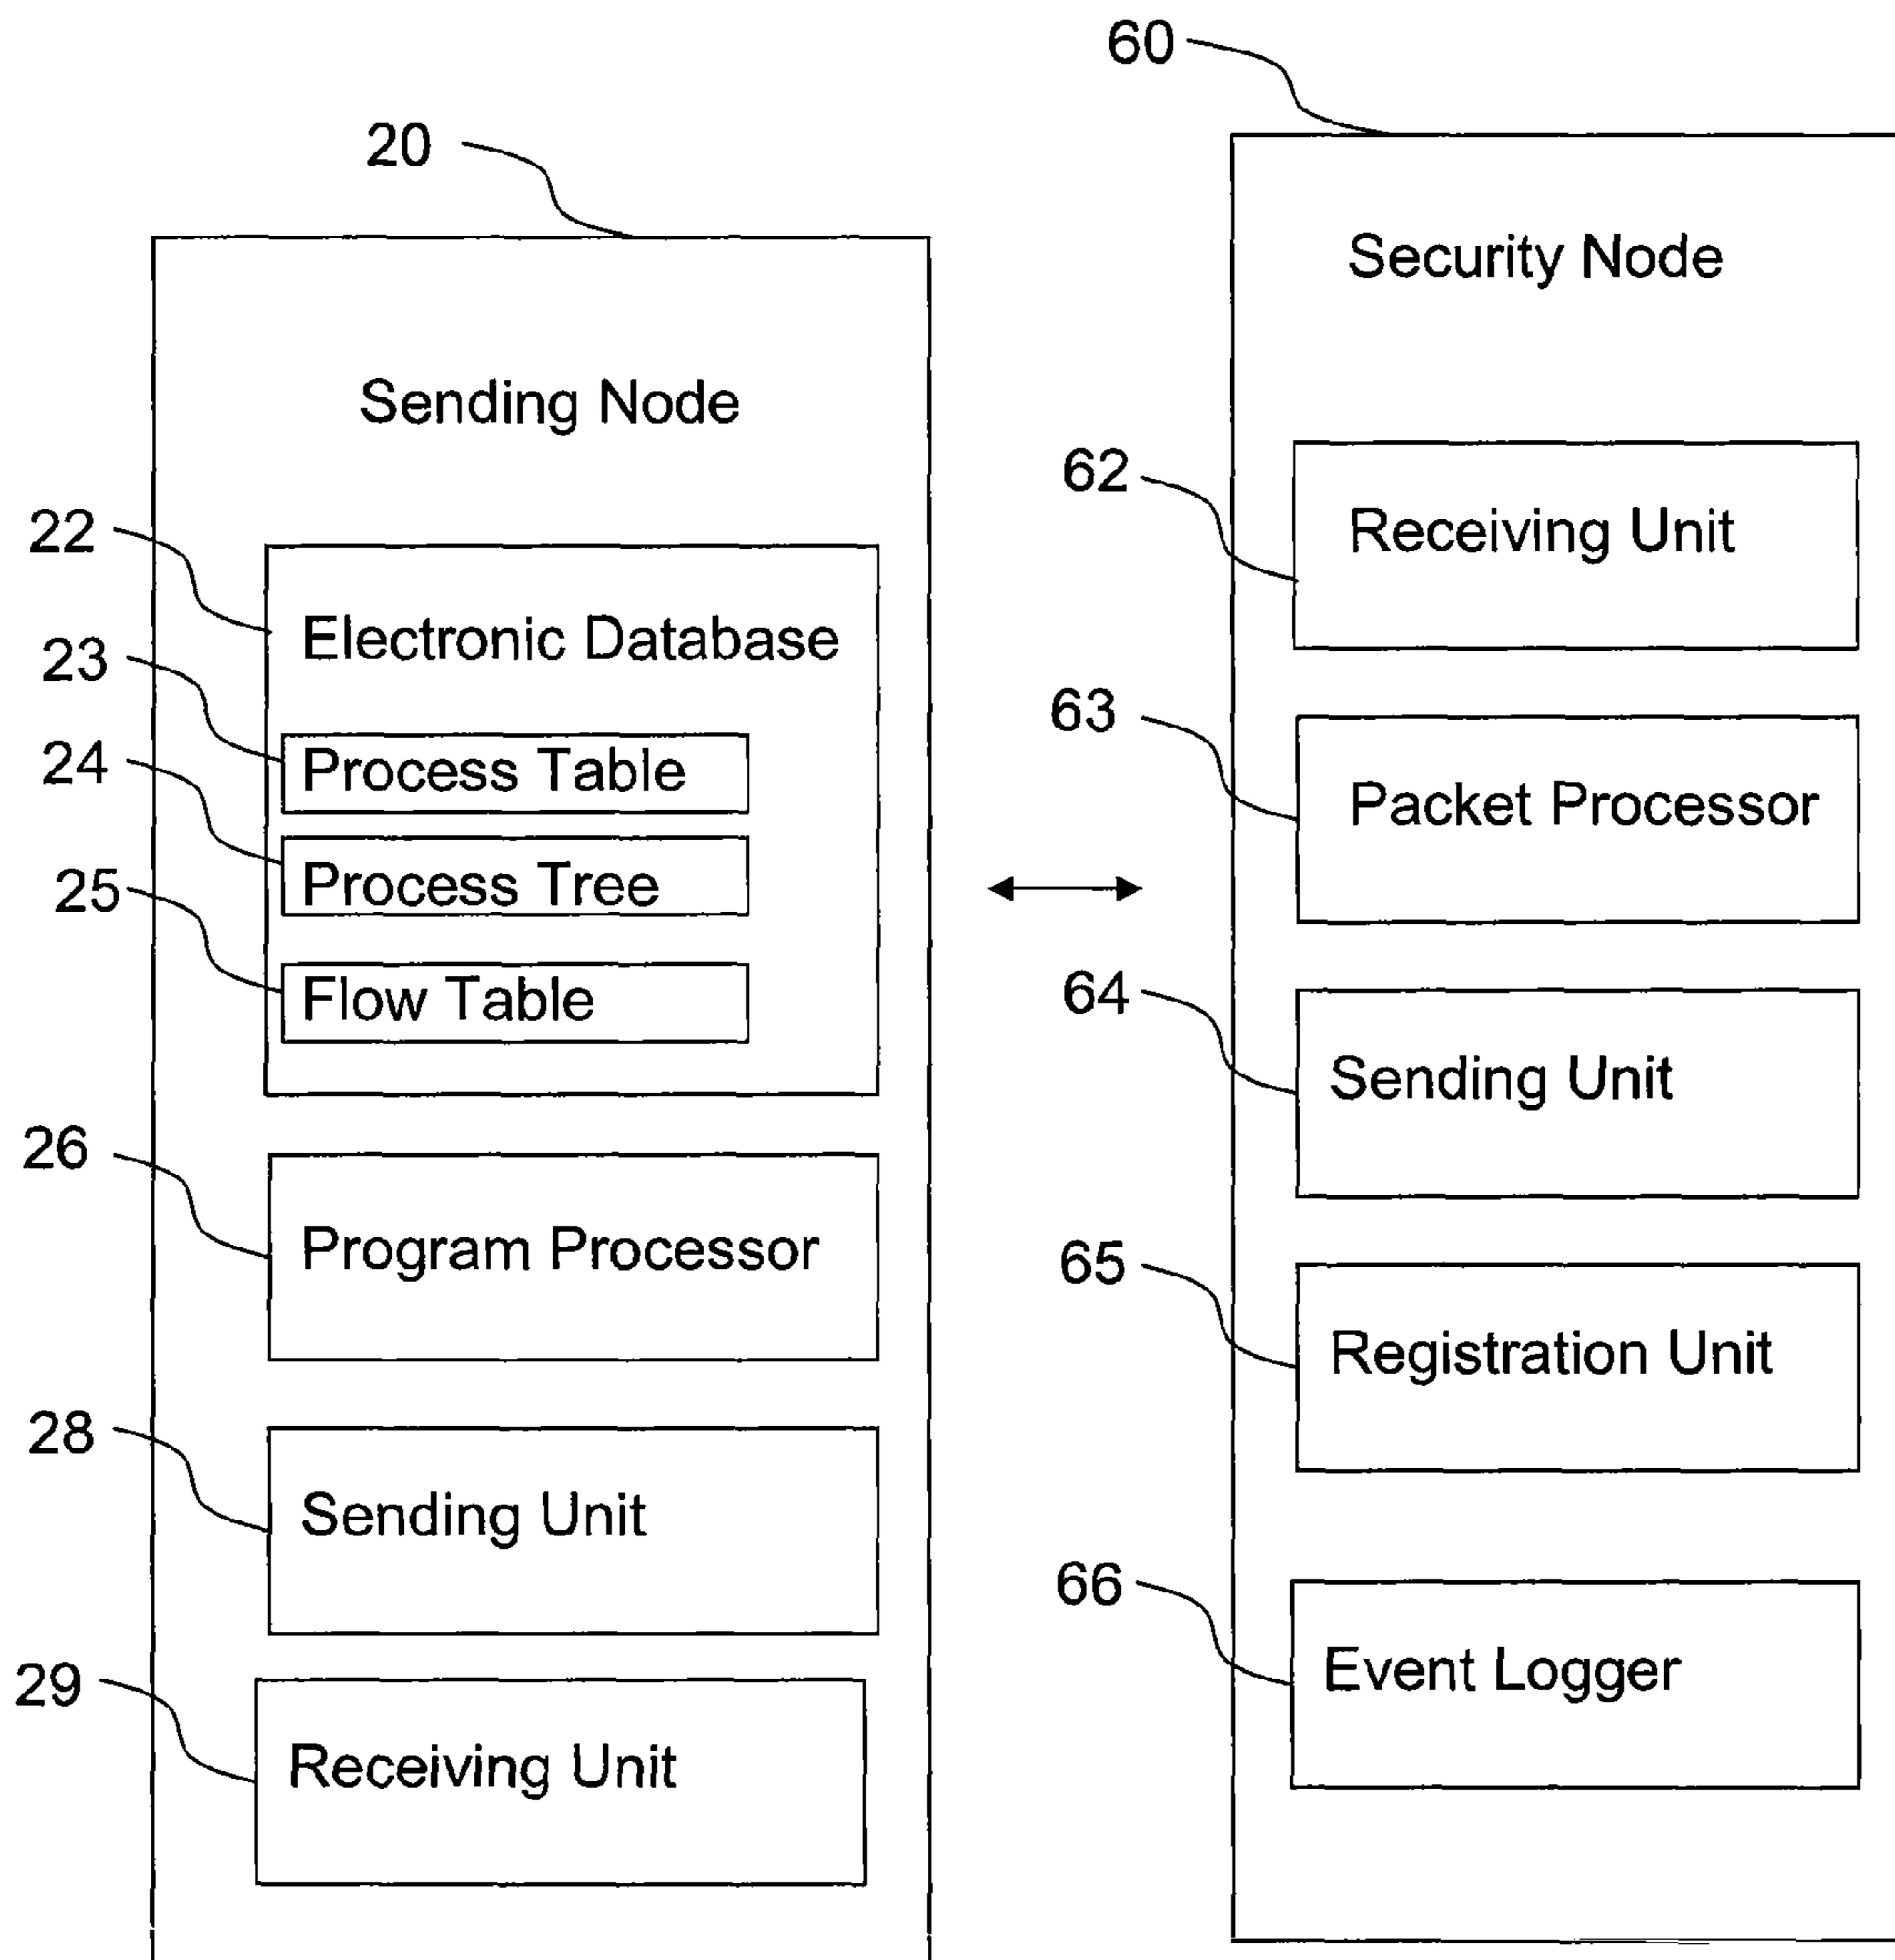 20
Sending Node
22
Electronic Database
23
Process Table
24
Process Tree
25
Flow Table
26
Program Processor
28
Sending Unit
29
Receiving Unit
60
Security Node
62
Receiving Unit
63
Packet Processor
64
Sending Unit
65
Registration Unit
66
Event Logger